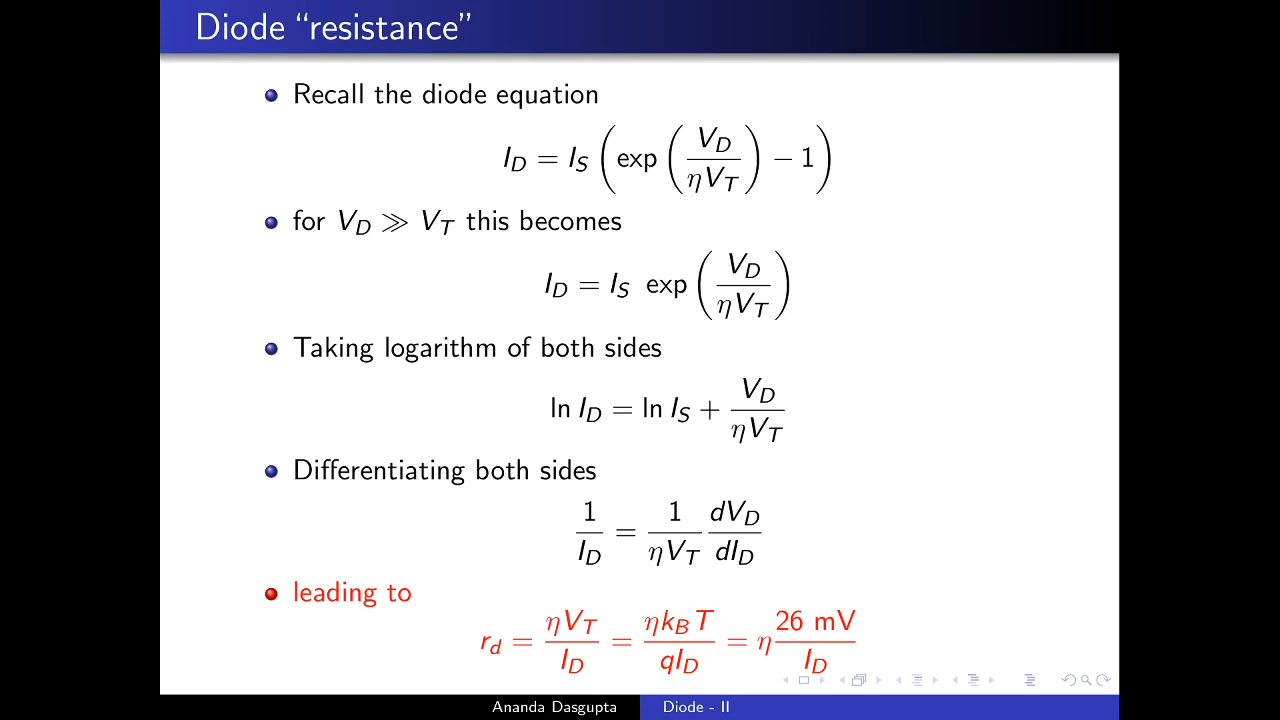 Diode “resistance”
Recall the diode equation
I_D = I_S (exp (V_D / ηV_T) − 1)
for V_D ≫ V_T this becomes
I_D = I_S exp (V_D / ηV_T)
Taking logarithm of both sides
ln I_D = ln I_S + V_D / ηV_T
Differentiating both sides
1 / I_D = 1 / ηV_T dV_D / dI_D
leading to
r_d = ηV_T / I_D = ηk_B T / qI_D = η 26 mV / I_D
Ananda Dasgupta
Diode - II